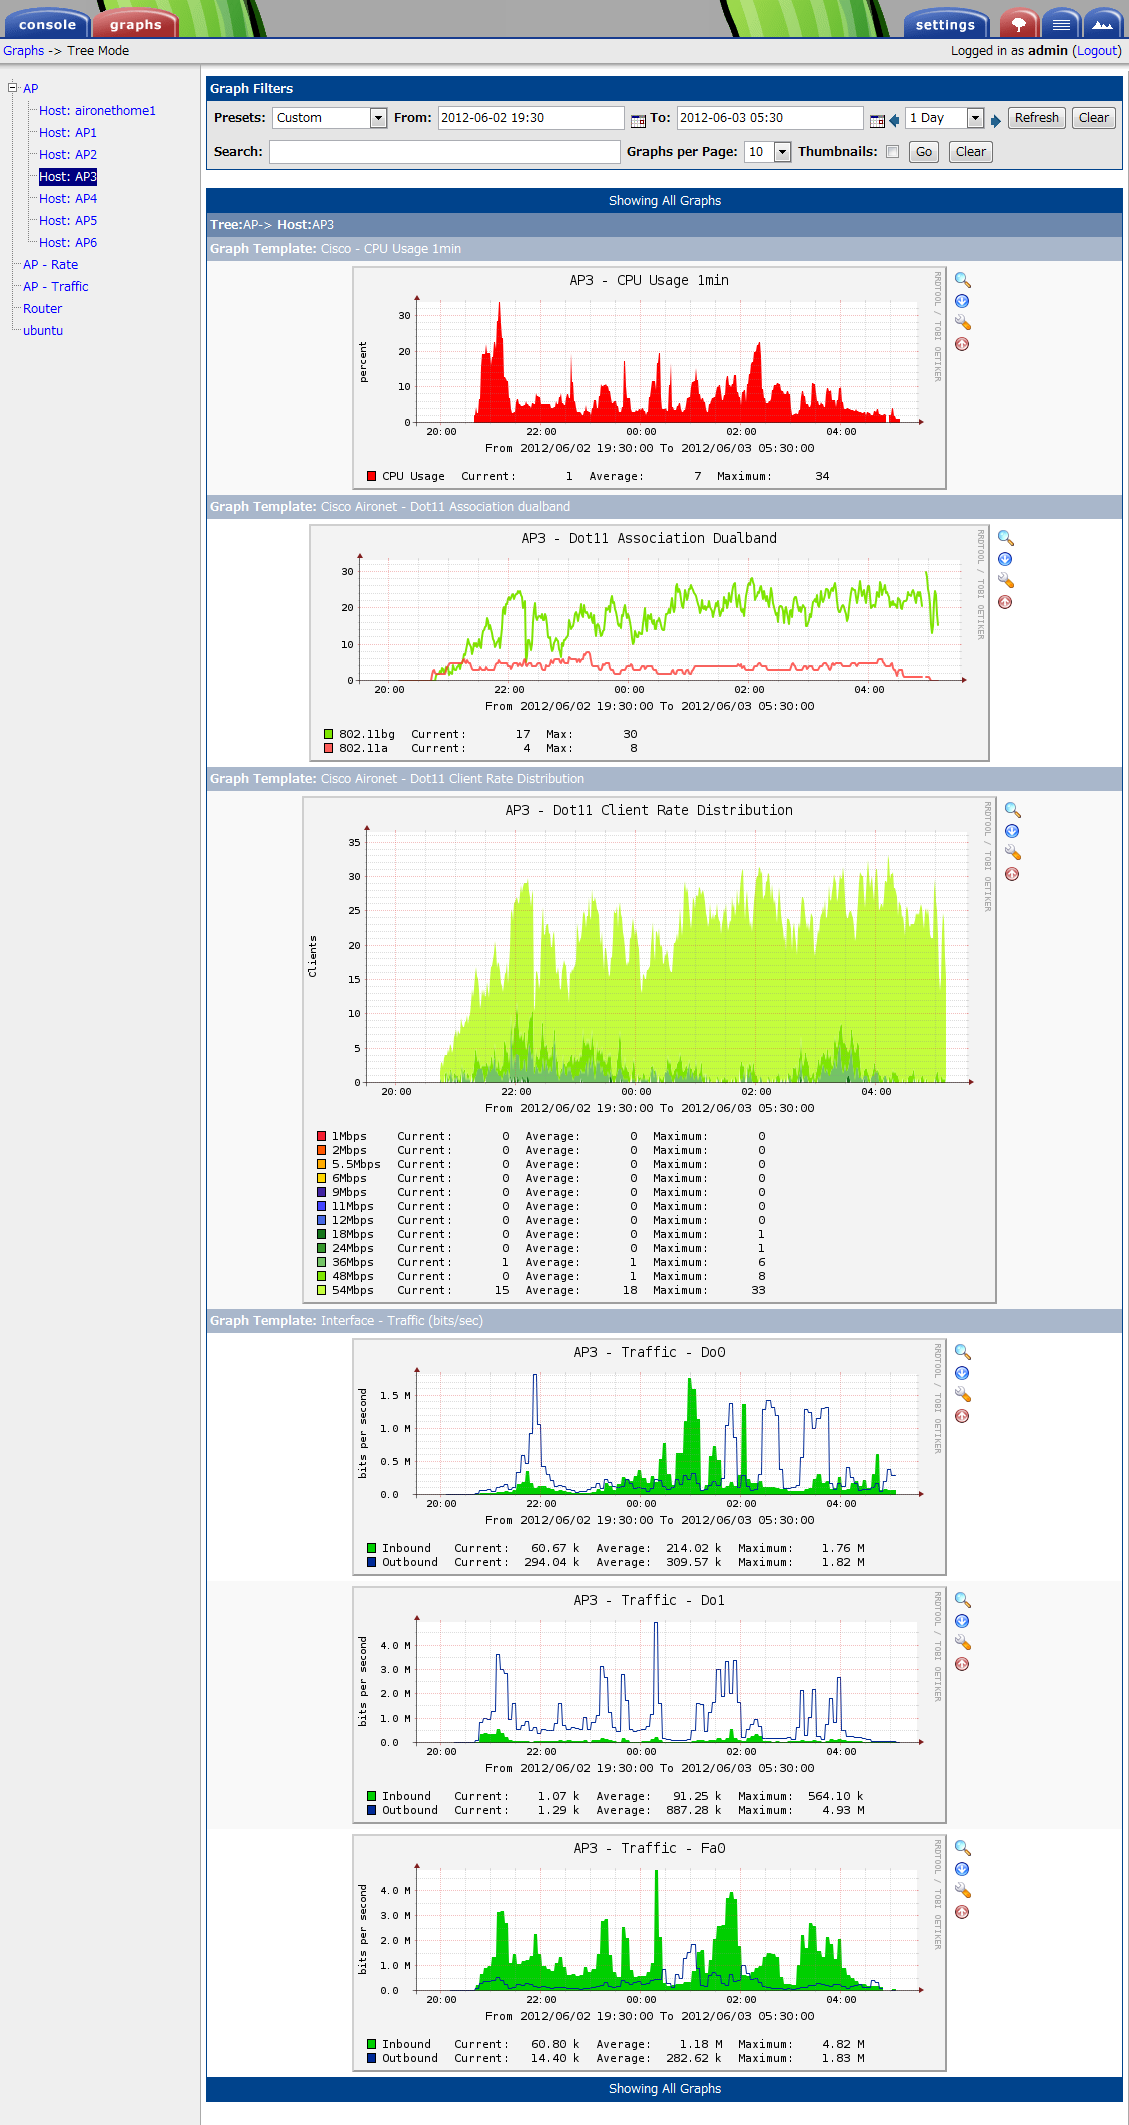 console graphs settings
Graphs -> Tree Mode Logged in as admin (Logout)
AP
Host: aironethome1
Host: AP1
Host: AP2
Host: AP3
Host: AP4
Host: AP5
Host: AP6
AP - Rate
AP - Traffic
Router
ubuntu
Graph Filters
Presets: Custom From: 2012-06-02 19:30 To: 2012-06-03 05:30 1 Day Refresh Clear
Search: Graphs per Page: 10 Thumbnails: Go Clear
Showing All Graphs
Tree:AP-> Host:AP3
Graph Template: Cisco - CPU Usage 1min
AP3 - CPU Usage 1min
RRDTOOL / TOBI OETIKER
percent
30
20
10
0
20:00 22:00 00:00 02:00 04:00
From 2012/06/02 19:30:00 To 2012/06/03 05:30:00
CPU Usage Current: 1 Average: 7 Maximum: 34
Graph Template: Cisco Aironet - Dot11 Association dualband
AP3 - Dot11 Association Dualband
RRDTOOL / TOBI OETIKER
30
20
10
0
20:00 22:00 00:00 02:00 04:00
From 2012/06/02 19:30:00 To 2012/06/03 05:30:00
802.11bg Current: 17 Max: 30
802.11a Current: 4 Max: 8
Graph Template: Cisco Aironet - Dot11 Client Rate Distribution
AP3 - Dot11 Client Rate Distribution
RRDTOOL / TOBI OETIKER
Clients
35
30
25
20
15
10
5
0
20:00 22:00 00:00 02:00 04:00
From 2012/06/02 19:30:00 To 2012/06/03 05:30:00
1Mbps Current: 0 Average: 0 Maximum: 0
2Mbps Current: 0 Average: 0 Maximum: 0
5.5Mbps Current: 0 Average: 0 Maximum: 0
6Mbps Current: 0 Average: 0 Maximum: 0
9Mbps Current: 0 Average: 0 Maximum: 0
11Mbps Current: 0 Average: 0 Maximum: 0
12Mbps Current: 0 Average: 0 Maximum: 0
18Mbps Current: 0 Average: 0 Maximum: 1
24Mbps Current: 0 Average: 0 Maximum: 1
36Mbps Current: 1 Average: 1 Maximum: 6
48Mbps Current: 0 Average: 1 Maximum: 8
54Mbps Current: 15 Average: 18 Maximum: 33
Graph Template: Interface - Traffic (bits/sec)
AP3 - Traffic - Do0
RRDTOOL / TOBI OETIKER
bits per second
1.5 M
1.0 M
0.5 M
0.0
20:00 22:00 00:00 02:00 04:00
From 2012/06/02 19:30:00 To 2012/06/03 05:30:00
Inbound Current: 60.67 k Average: 214.02 k Maximum: 1.76 M
Outbound Current: 294.04 k Average: 309.57 k Maximum: 1.82 M
AP3 - Traffic - Do1
RRDTOOL / TOBI OETIKER
bits per second
4.0 M
3.0 M
2.0 M
1.0 M
0.0
20:00 22:00 00:00 02:00 04:00
From 2012/06/02 19:30:00 To 2012/06/03 05:30:00
Inbound Current: 1.07 k Average: 91.25 k Maximum: 564.10 k
Outbound Current: 1.29 k Average: 887.28 k Maximum: 4.93 M
AP3 - Traffic - Fa0
RRDTOOL / TOBI OETIKER
bits per second
4.0 M
3.0 M
2.0 M
1.0 M
0.0
20:00 22:00 00:00 02:00 04:00
From 2012/06/02 19:30:00 To 2012/06/03 05:30:00
Inbound Current: 60.80 k Average: 1.18 M Maximum: 4.82 M
Outbound Current: 14.40 k Average: 282.62 k Maximum: 1.83 M
Showing All Graphs